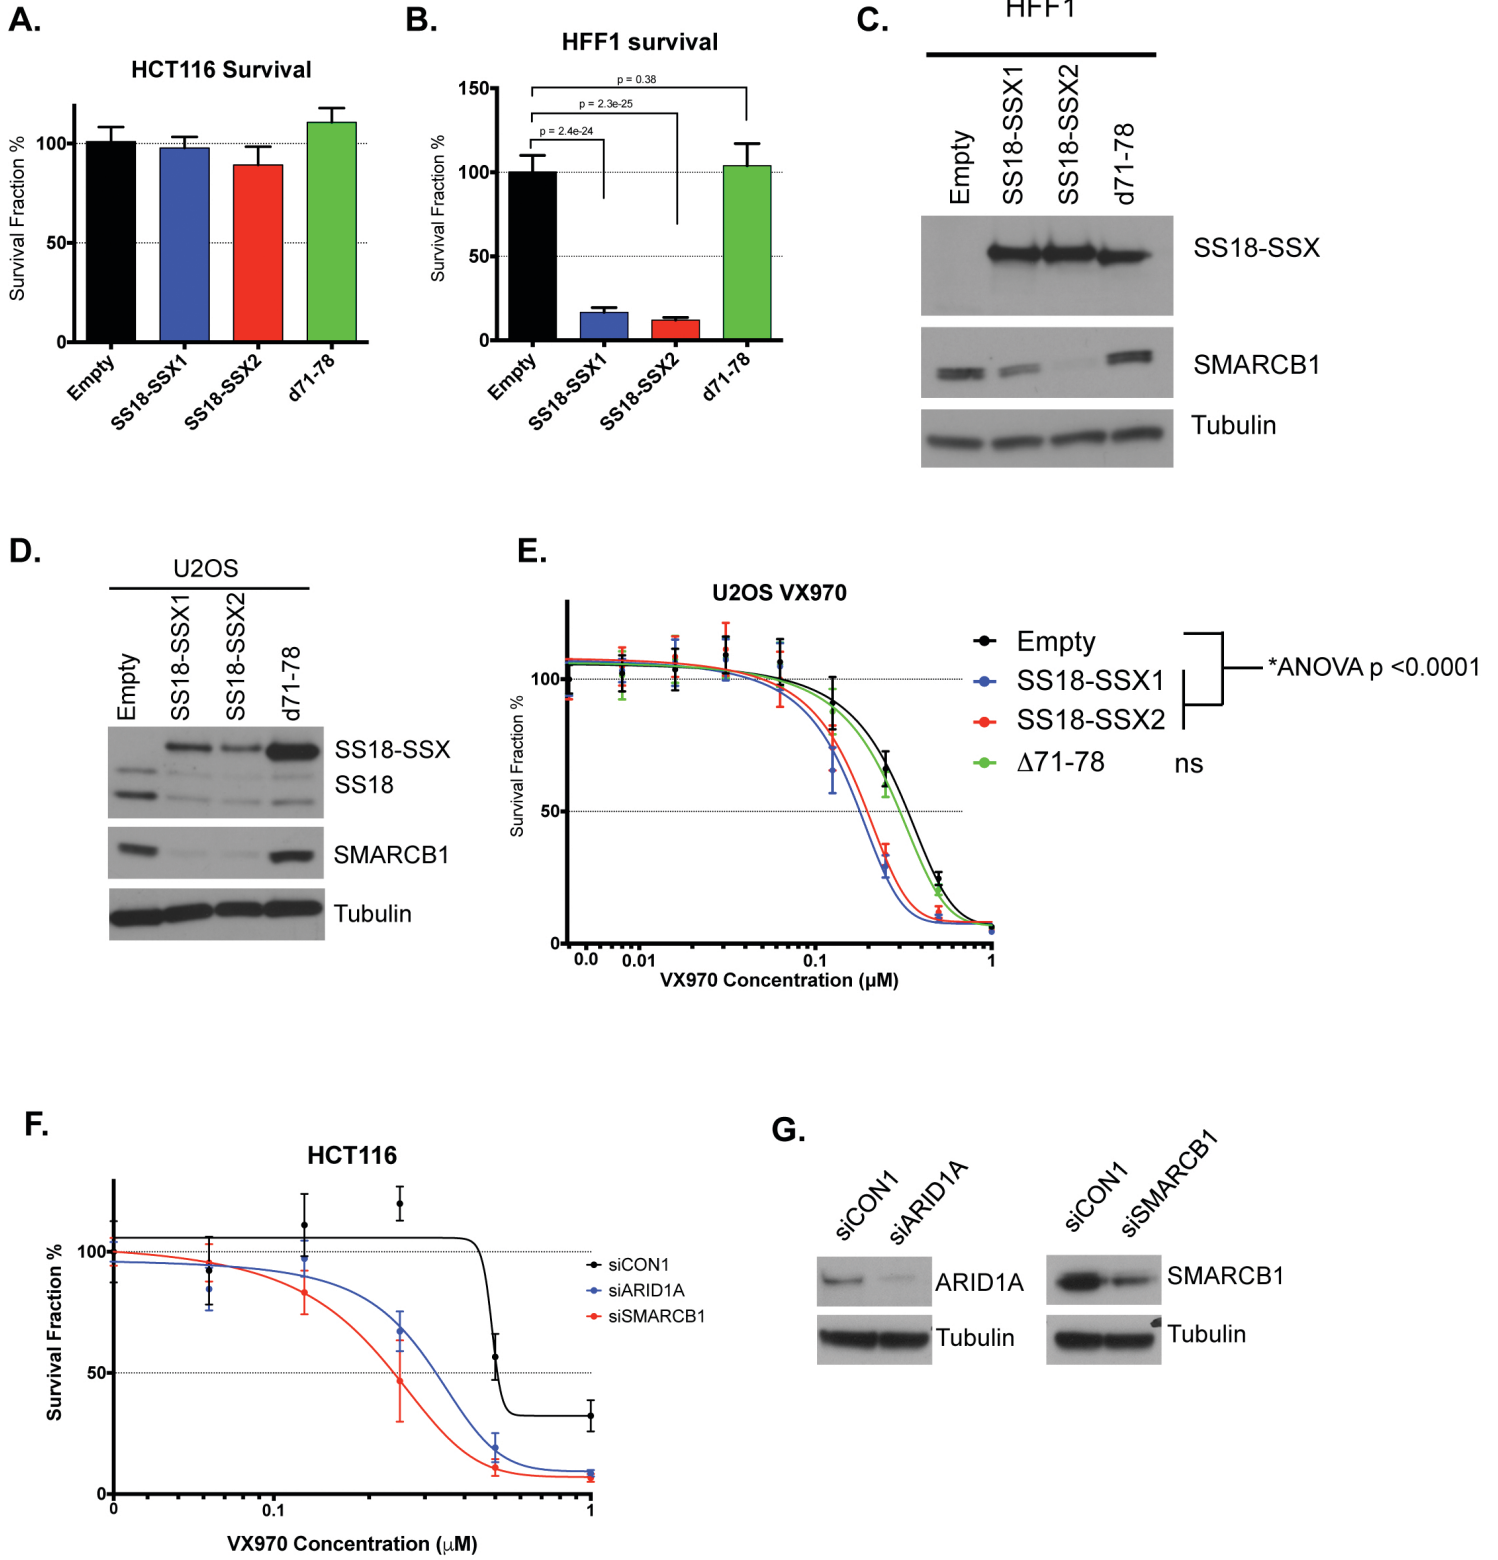 A.
HCT116 Survival
Survival Fraction %
100
50
0
Empty
SS18-SSX1
SS18-SSX2
d71-78
B.
HFF1 survival
Survival Fraction %
150
100
50
0
p = 0.38
p = 2.3e-25
p = 2.4e-24
Empty
SS18-SSX1
SS18-SSX2
d71-78
C.
HFF1
Empty
SS18-SSX1
SS18-SSX2
d71-78
SS18-SSX
SMARCB1
Tubulin
D.
U2OS
Empty
SS18-SSX1
SS18-SSX2
d71-78
SS18-SSX
SS18
SMARCB1
Tubulin
E.
U2OS VX970
Survival Fraction %
100
50
0
0.0 0.01 0.1 1
VX970 Concentration (µM)
Empty
SS18-SSX1
SS18-SSX2
Δ71-78 ns
*ANOVA p <0.0001
F.
HCT116
Survival Fraction %
100
50
0
0 0.1 1
VX970 Concentration (µM)
siCON1
siARID1A
siSMARCB1
G.
siCON1
siARID1A
ARID1A
Tubulin
siCON1
siSMARCB1
SMARCB1
Tubulin